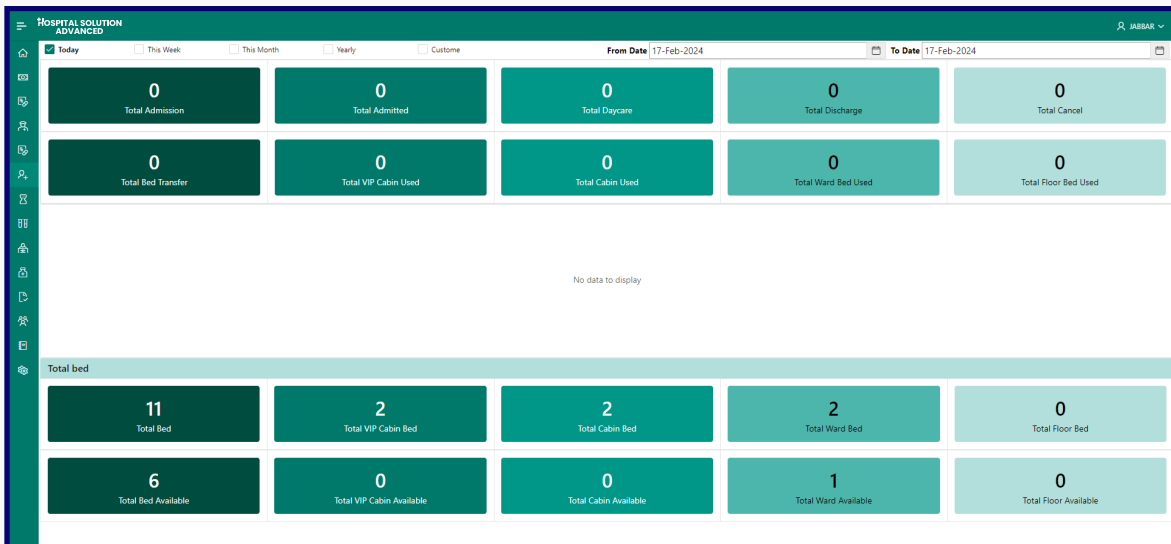 HOSPITAL SOLUTION
ADVANCED
JABBAR
Today This Week This Month Yearly Custome From Date 17-Feb-2024 To Date 17-Feb-2024
0 0 0 0 0
Total Admission Total Admitted Total Daycare Total Discharge Total Cancel
0 0 0 0 0
Total Bed Transfer Total VIP Cabin Used Total Cabin Used Total Ward Bed Used Total Floor Bed Used
No data to display
Total bed
11 2 2 2 0
Total Bed Total VIP Cabin Bed Total Cabin Bed Total Ward Bed Total Floor Bed
6 0 0 1 0
Total Bed Available Total VIP Cabin Available Total Cabin Available Total Ward Available Total Floor Available